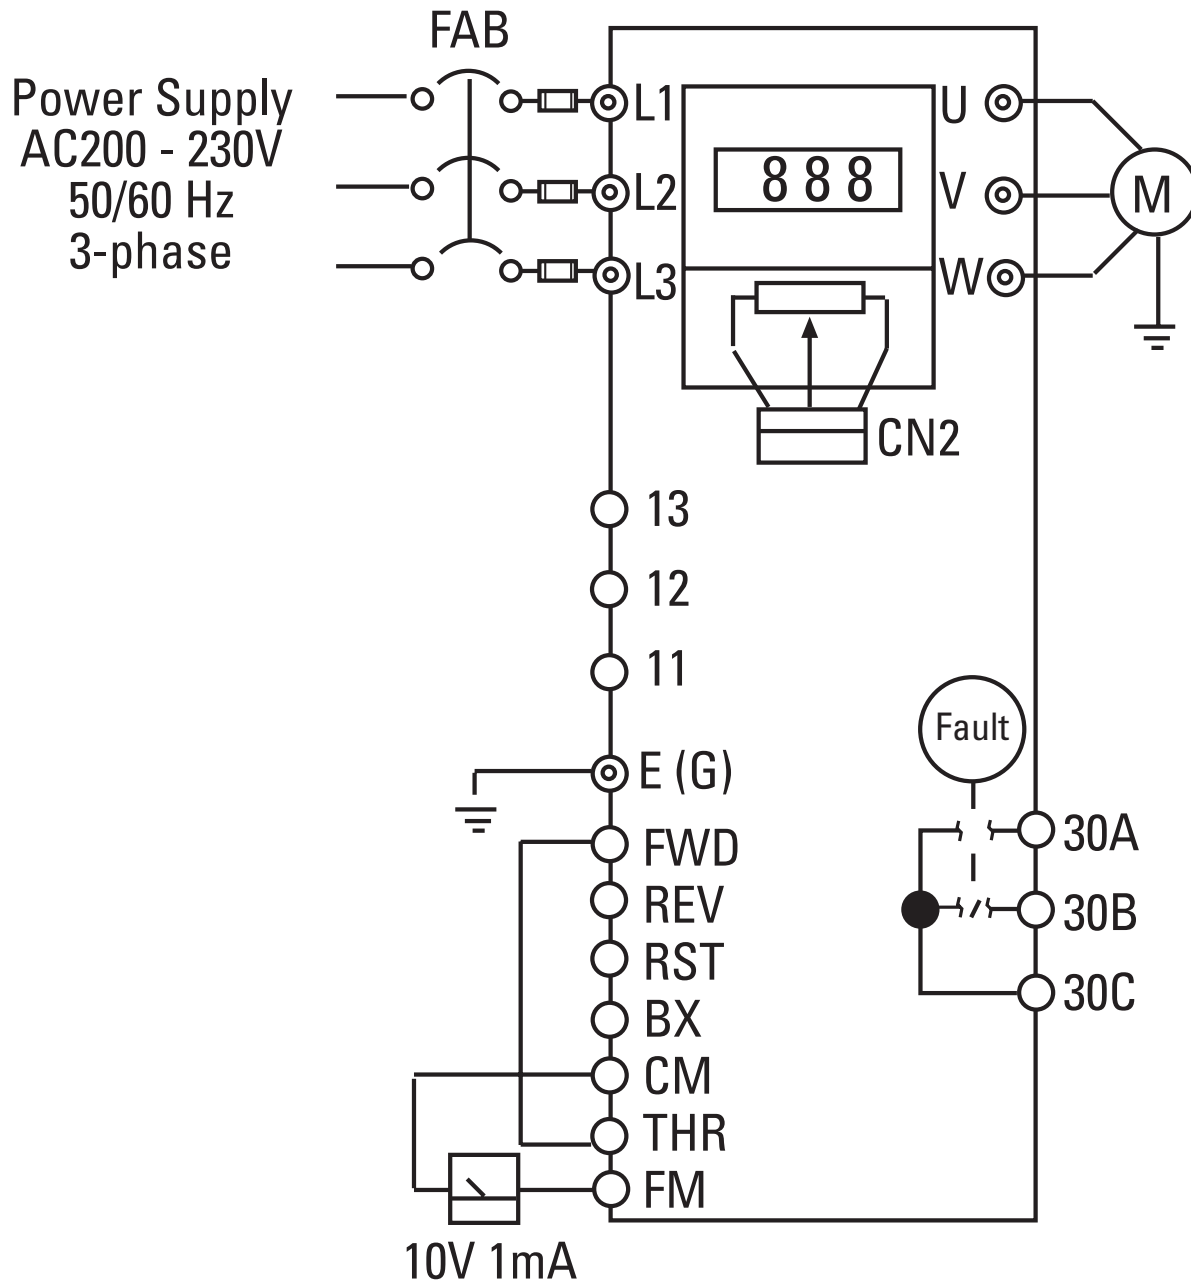 FAB
Power Supply
AC200 - 230V
50/60 Hz
3-phase
L1
L2
L3
888
U
V
W
M
CN2
13
12
11
E (G)
FWD
REV
RST
BX
CM
THR
FM
10V 1mA
Fault
30A
30B
30C